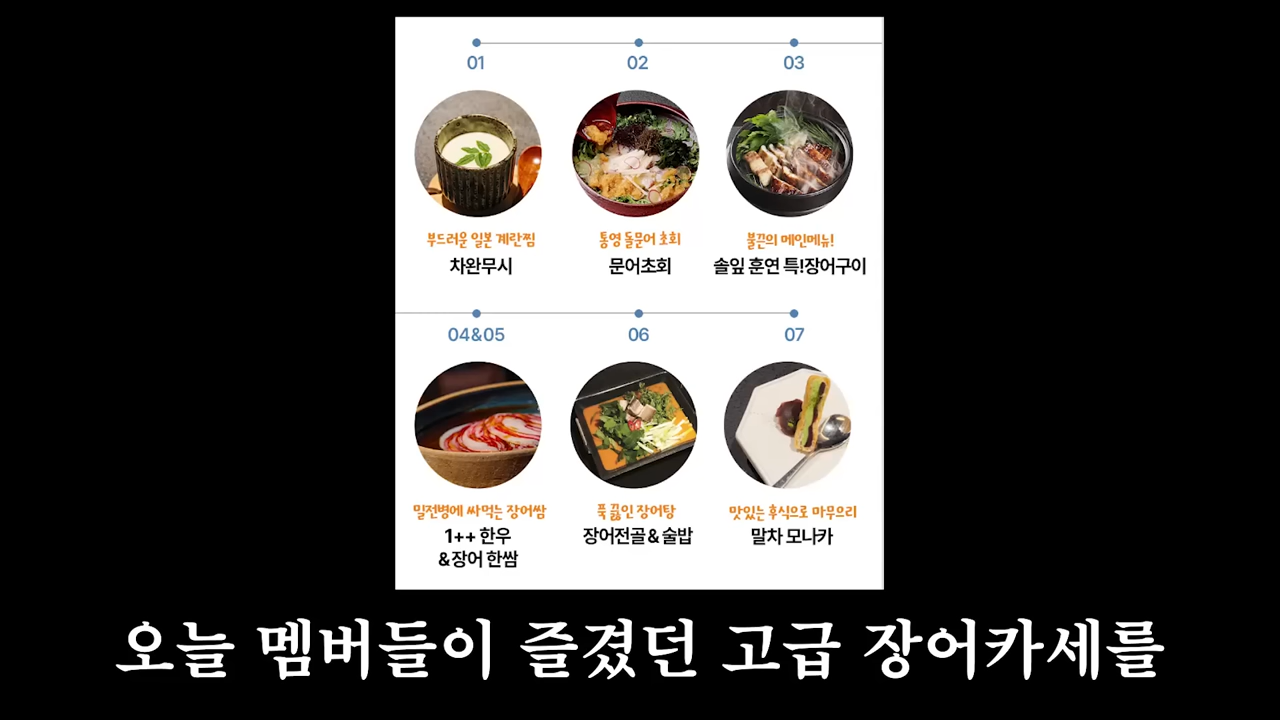 01
02
03
부드러운 일본 계란찜
통영 돌문어 초회
불끈의 메인메뉴!
차완무시
문어초회
솔잎 훈연 특!장어구이
04&05
06
07
밀전병에 싸먹는 장어쌈
푹 끓인 장어탕
맛있는 후식으로 마무으리
1++ 한우
&장어 한쌈
장어전골 & 술밥
말차 모나카
오늘 멤버들이 즐겼던 고급 장어카세를